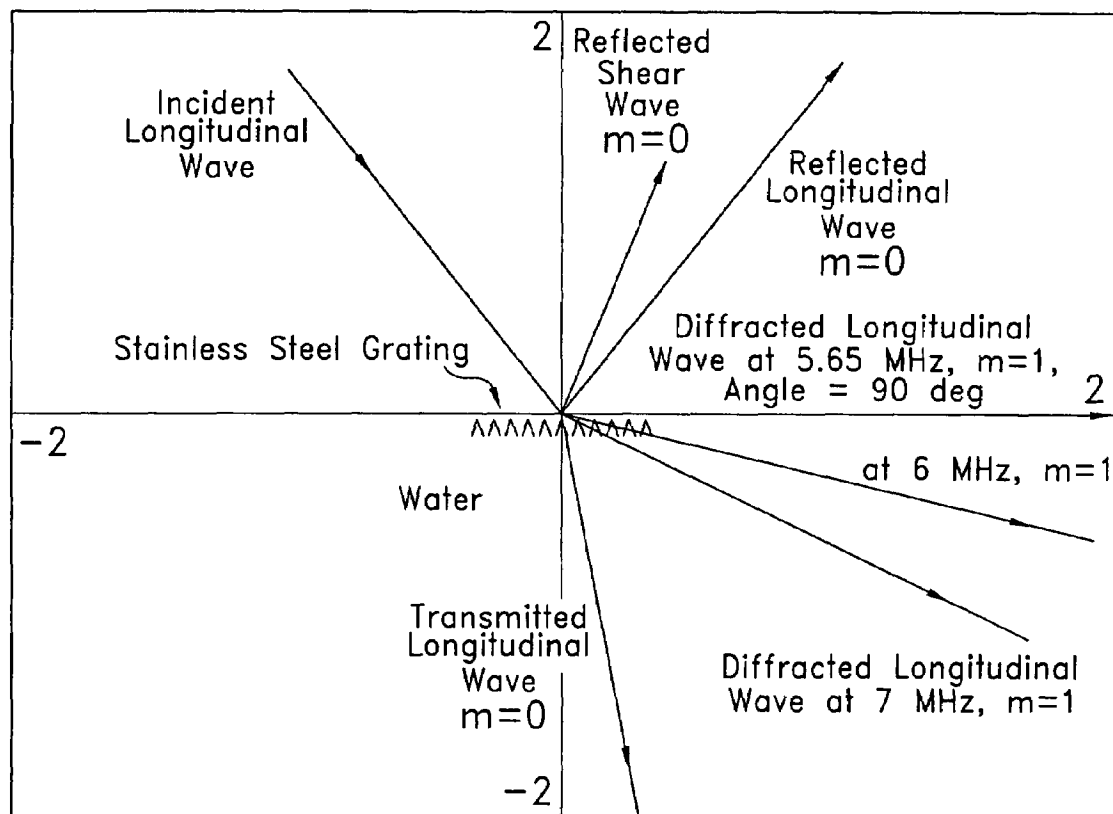 2
Reflected
Shear
Wave
m=0
Incident
Longitudinal
Wave
Reflected
Longitudinal
Wave
m=0
Stainless Steel Grating
Diffracted Longitudinal
Wave at 5.65 MHz, m=1,
Angle = 90 deg
2
-2
at 6 MHz, m=1
Water
Transmitted
Longitudinal
Wave
m=0
Diffracted Longitudinal
Wave at 7 MHz, m=1
-2